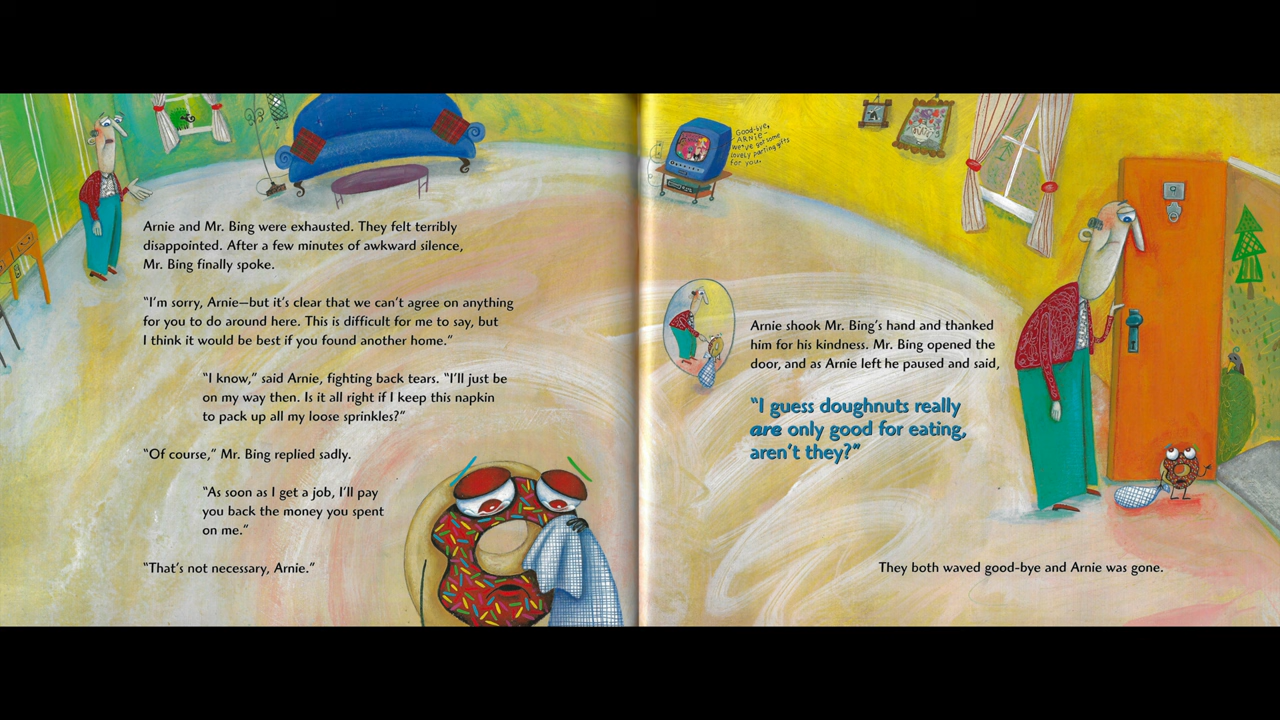 Arnie and Mr. Bing were exhausted. They felt terribly
disappointed. After a few minutes of awkward silence,
Mr. Bing finally spoke.
“I’m sorry, Arnie—but it’s clear that we can’t agree on anything
for you to do around here. This is difficult for me to say, but
I think it would be best if you found another home.”
“I know,” said Arnie, fighting back tears. “I’ll just be
on my way then. Is it all right if I keep this napkin
to pack up all my loose sprinkles?”
“Of course,” Mr. Bing replied sadly.
“As soon as I get a job, I’ll pay
you back the money you spent
on me.”
“That’s not necessary, Arnie.”
Good-bye,
ARNIE—
we've got some
lovely parting gifts
for you.
Arnie shook Mr. Bing’s hand and thanked
him for his kindness. Mr. Bing opened the
door, and as Arnie left he paused and said,
“I guess doughnuts really
are only good for eating,
aren’t they?”
They both waved good-bye and Arnie was gone.